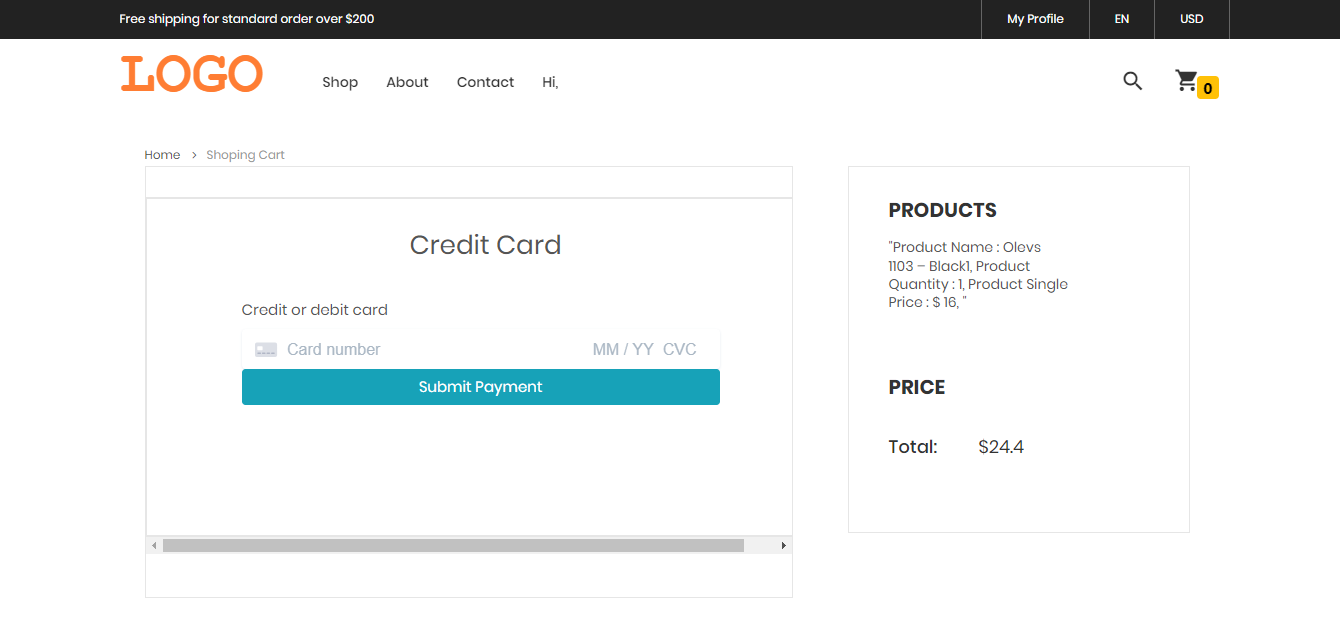 Free shipping for standard order over $200
My Profile
EN
USD
LOGO
Shop
About
Contact
Hi,
0
Home > Shoping Cart
Credit Card
Credit or debit card
Card number
MM / YY CVC
Submit Payment
PRODUCTS
"Product Name : Olevs
1103 – Black1, Product
Quantity : 1, Product Single
Price : $ 16, "
PRICE
Total: $24.4